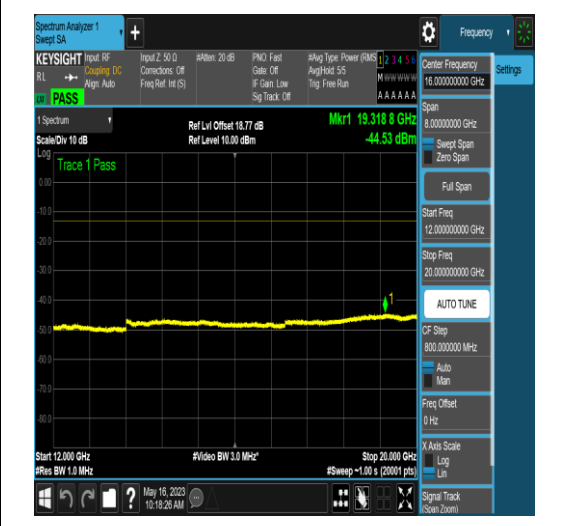 Spectrum Analyzer 1
Swept SA
Frequency
KEYSIGHT Input: RF
RL Coupling: DC
Align: Auto
Input Z: 50 Ω
Corrections: Off
Freq Ref: Int (S)
#Atten: 20 dB
PNO: Fast
Gate: Off
IF Gain: Low
Sig Track: Off
#Avg Type: Power (RMS
Avg|Hold: 5/5
Trig: Free Run
1 2 3 4 5 6
M W W W W W
A A A A A A
PASS
1 Spectrum
Scale/Div 10 dB
Ref Lvl Offset 18.77 dB
Ref Level 10.00 dBm
Mkr1 19.318 8 GHz
-44.53 dBm
Log
Trace 1 Pass
0.00
-10.0
-20.0
-30.0
-40.0
-50.0
-60.0
-70.0
-80.0
1
Start 12.000 GHz
#Res BW 1.0 MHz
#Video BW 3.0 MHz*
Stop 20.000 GHz
#Sweep ~1.00 s (20001 pts)
May 16, 2023
10:18:26 AM
Center Frequency
16.000000000 GHz
Settings
Span
8.00000000 GHz
Swept Span
Zero Span
Full Span
Start Freq
12.000000000 GHz
Stop Freq
20.000000000 GHz
AUTO TUNE
CF Step
800.000000 MHz
Auto
Man
Freq Offset
0 Hz
X Axis Scale
Log
Lin
Signal Track
(Span Zoom)